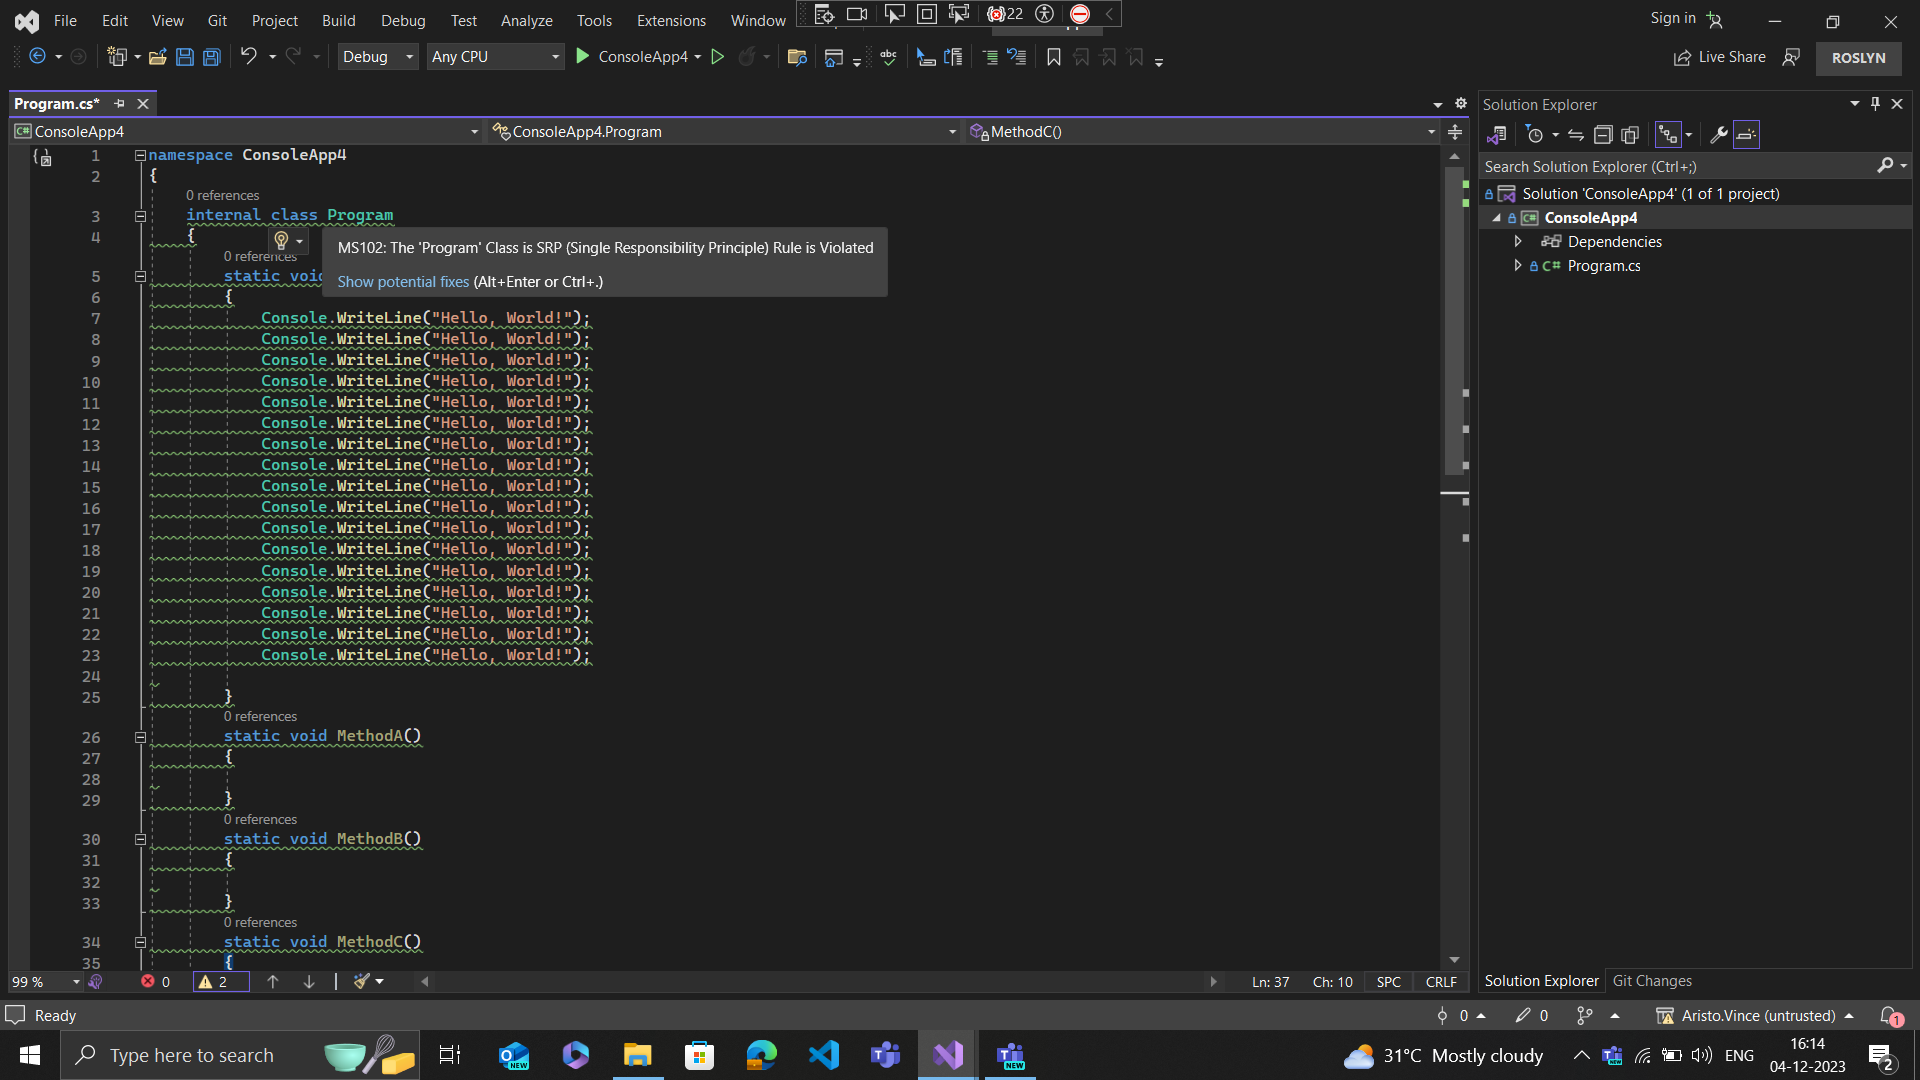 File Edit View Git Project Build Debug Test Analyze Tools Extensions Window 22 Sign in
Debug Any CPU ConsoleApp4 abc Live Share ROSLYN
Program.cs*
ConsoleApp4 ConsoleApp4.Program MethodC()
1 namespace ConsoleApp4
2 {
0 references
3 internal class Program
4 {
MS102: The 'Program' Class is SRP (Single Responsibility Principle) Rule is Violated
Show potential fixes (Alt+Enter or Ctrl+.)
0 references
5 static void
6 {
7 Console.WriteLine("Hello, World!");
8 Console.WriteLine("Hello, World!");
9 Console.WriteLine("Hello, World!");
10 Console.WriteLine("Hello, World!");
11 Console.WriteLine("Hello, World!");
12 Console.WriteLine("Hello, World!");
13 Console.WriteLine("Hello, World!");
14 Console.WriteLine("Hello, World!");
15 Console.WriteLine("Hello, World!");
16 Console.WriteLine("Hello, World!");
17 Console.WriteLine("Hello, World!");
18 Console.WriteLine("Hello, World!");
19 Console.WriteLine("Hello, World!");
20 Console.WriteLine("Hello, World!");
21 Console.WriteLine("Hello, World!");
22 Console.WriteLine("Hello, World!");
23 Console.WriteLine("Hello, World!");
24
25 }
0 references
26 static void MethodA()
27 {
28
29 }
0 references
30 static void MethodB()
31 {
32
33 }
0 references
34 static void MethodC()
35 {
99 % 0 2 Ln: 37 Ch: 10 SPC CRLF
Solution Explorer
Search Solution Explorer (Ctrl+;)
Solution 'ConsoleApp4' (1 of 1 project)
C# ConsoleApp4
Dependencies
C# Program.cs
Solution Explorer Git Changes
Ready 0 0 Aristo.Vince (untrusted) 1
Type here to search NEW NEW 31°C Mostly cloudy NEW ENG 16:14
04-12-2023 2